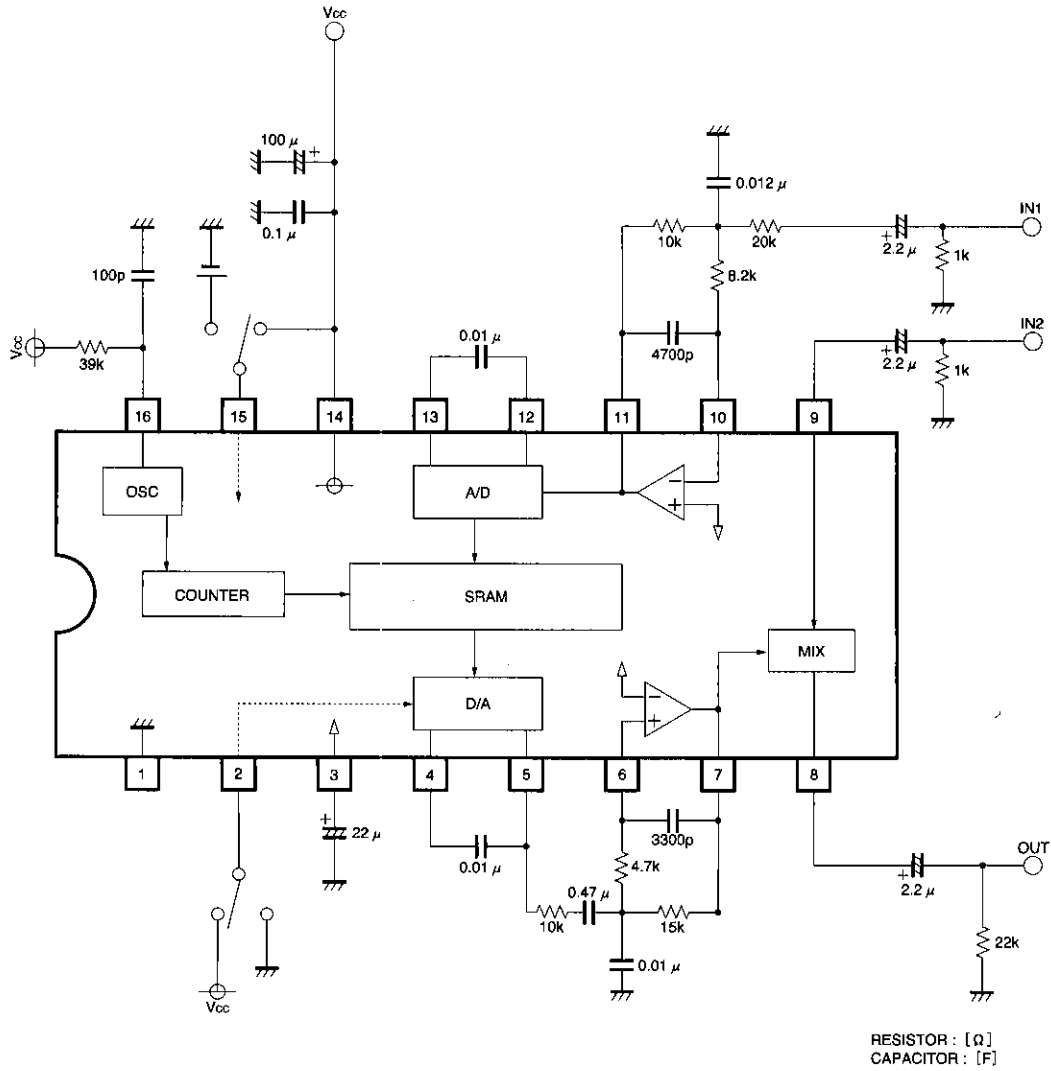 Vcc
100 μ
+
0.1 μ
0.012 μ
10k
20k
+
2.2 μ
IN1
1k
8.2k
100p
4700p
IN2
+
2.2 μ
1k
Vcc
39k
0.01 μ
16
15
14
13
12
11
10
9
OSC
A/D
−
+
COUNTER
SRAM
MIX
D/A
−
+
1
2
3
4
5
6
7
8
+
22 μ
0.01 μ
3300p
4.7k
0.47 μ
10k
15k
0.01 μ
OUT
+
2.2 μ
22k
Vcc
RESISTOR : [Ω]
CAPACITOR : [F]